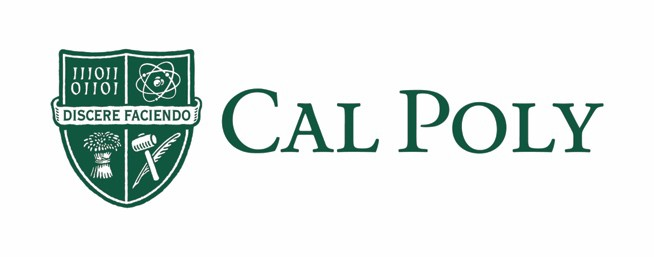 111011
01101
DISCERE FACIENDO
CAL POLY